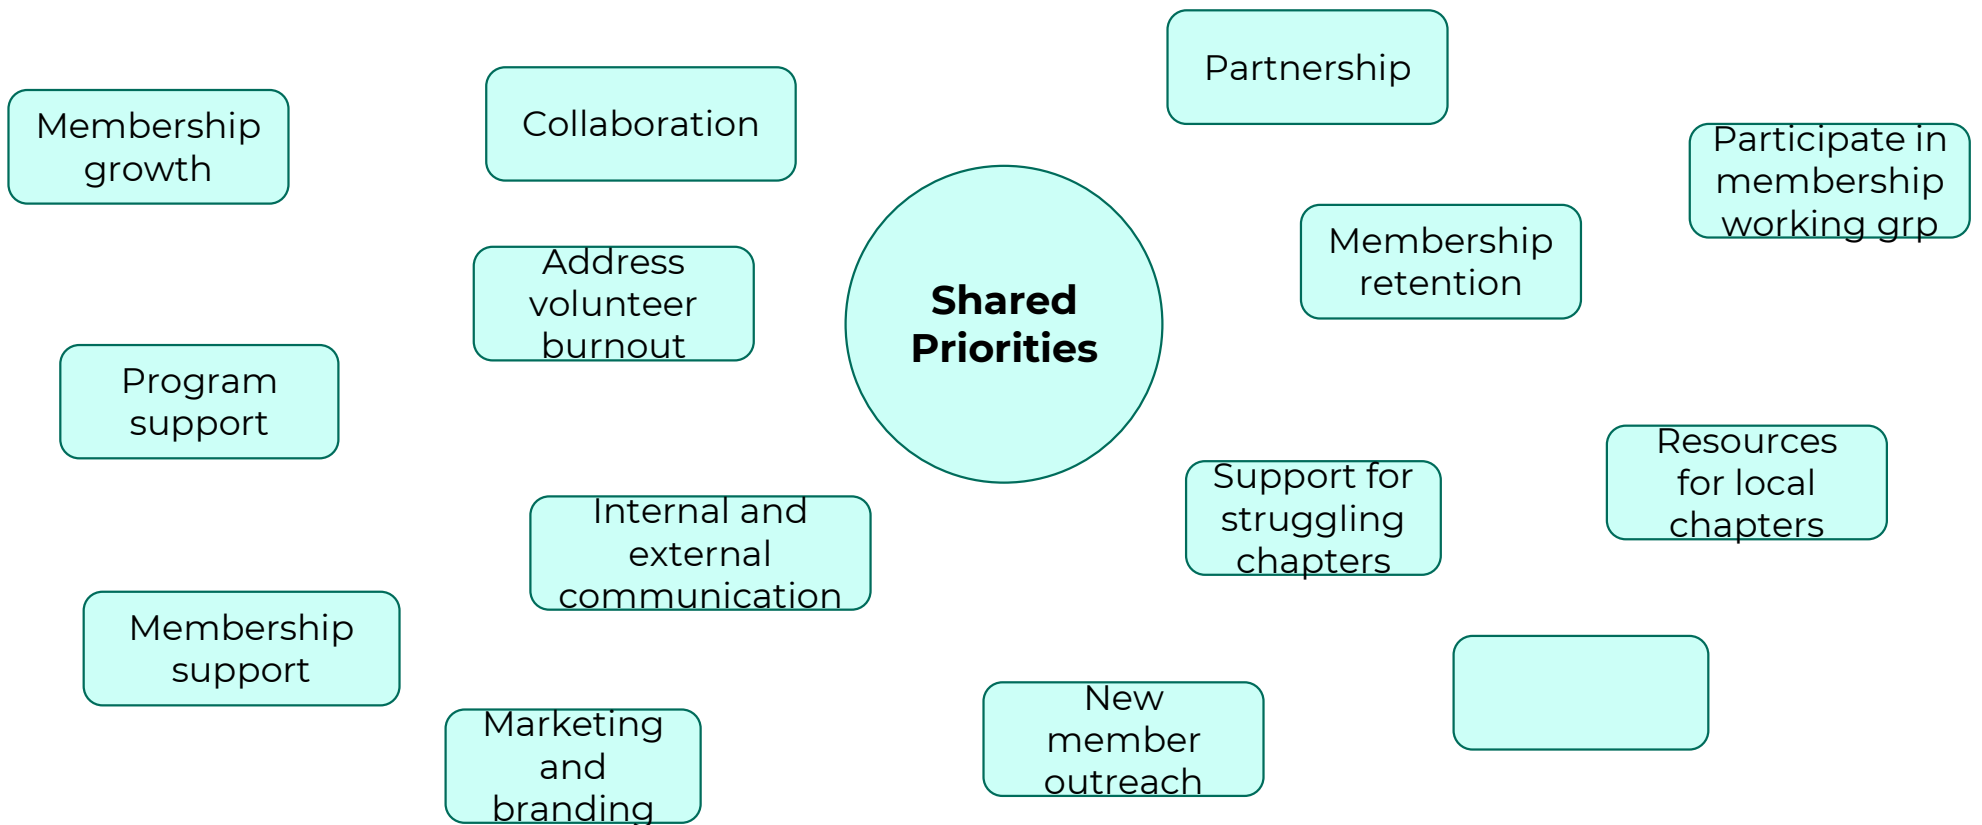 Partnership
Membership
growth
Collaboration
Participate in
membership
working grp
Membership
retention
Address
volunteer
burnout
Shared
Priorities
Program
support
Resources
for local
chapters
Support for
struggling
chapters
Internal and
external
communication
Membership
support
New
member
outreach
Marketing
and
branding